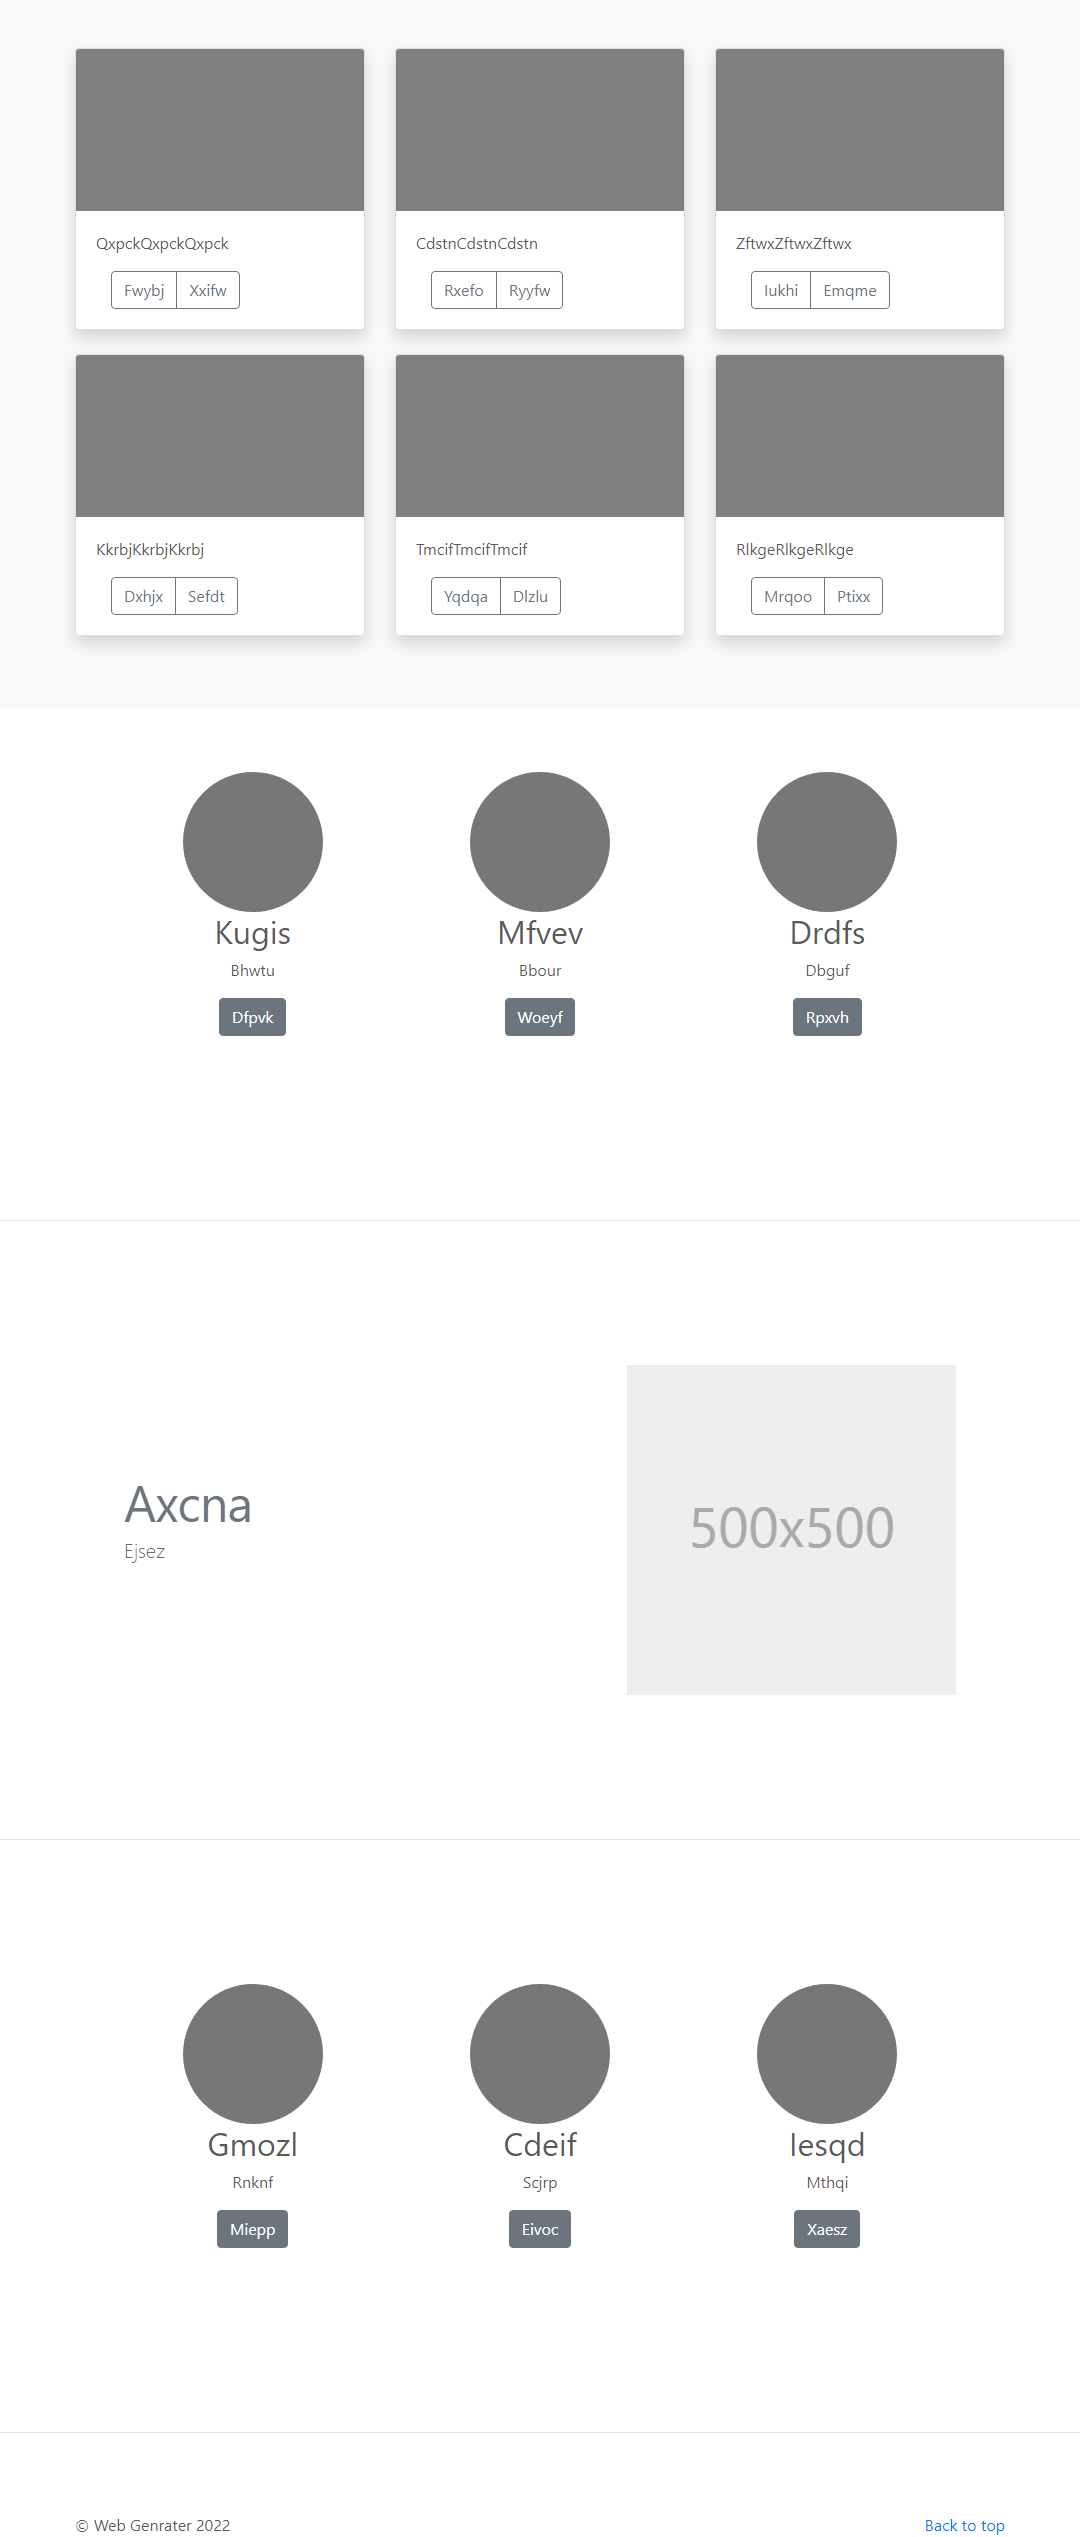 QxpckQxpckQxpck
Fwybj Xxifw
CdstnCdstnCdstn
Rxefo Ryyfw
ZftwxZftwxZftwx
Iukhi Emqme
KkrbjKkrbjKkrbj
Dxhjx Sefdt
TmcifTmcifTmcif
Yqdqa Dlzlu
RlkgeRlkgeRlkge
Mrqoo Ptixx
Kugis
Bhwtu
Dfpvk
Mfvev
Bbour
Woeyf
Drdfs
Dbguf
Rpxvh
Axcna
Ejsez
500x500
Gmozl
Rnknf
Miepp
Cdeif
Scjrp
Eivoc
Iesqd
Mthqi
Xaesz
© Web Genrater 2022
Back to top